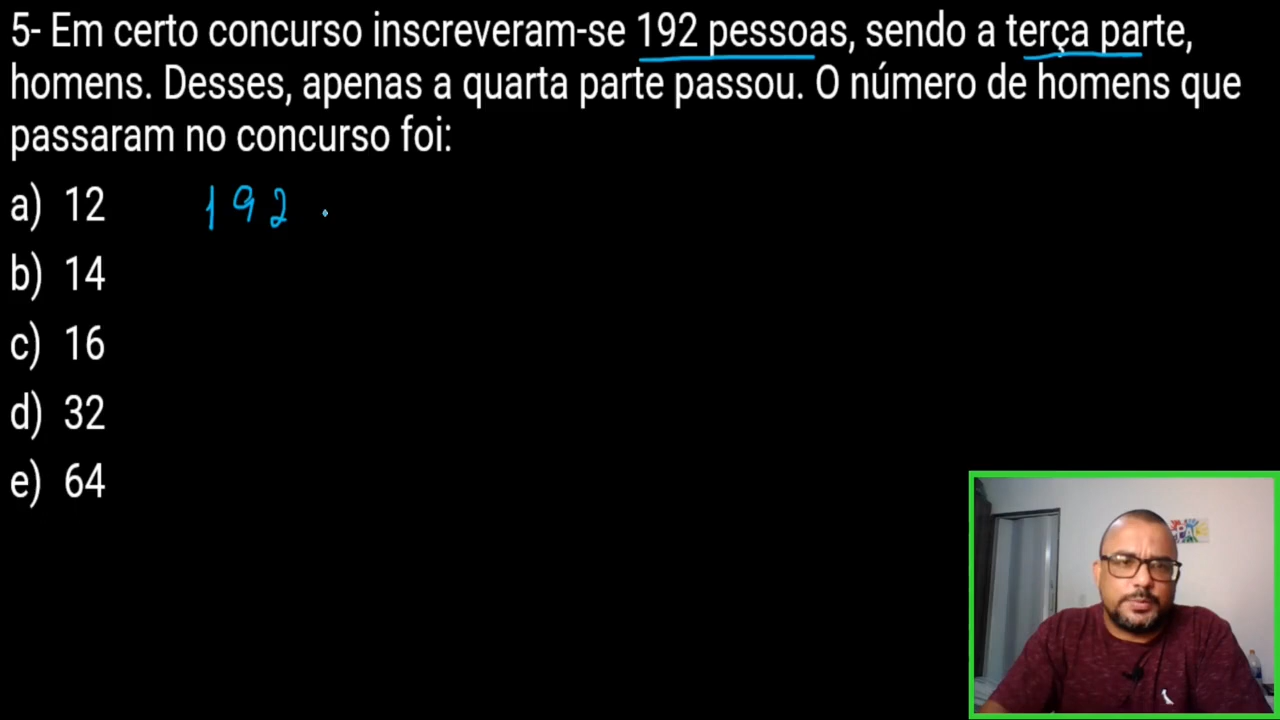 5- Em certo concurso inscreveram-se 192 pessoas, sendo a terça parte,
homens. Desses, apenas a quarta parte passou. O número de homens que
passaram no concurso foi:
a) 12
192
b) 14
c) 16
d) 32
e) 64